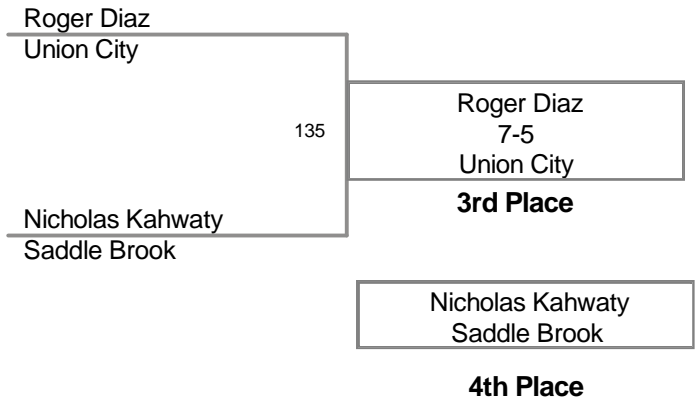 Roger Diaz
Union City
135
Roger Diaz
7-5
Union City
3rd Place
Nicholas Kahwaty
Saddle Brook
Nicholas Kahwaty
Saddle Brook
4th Place